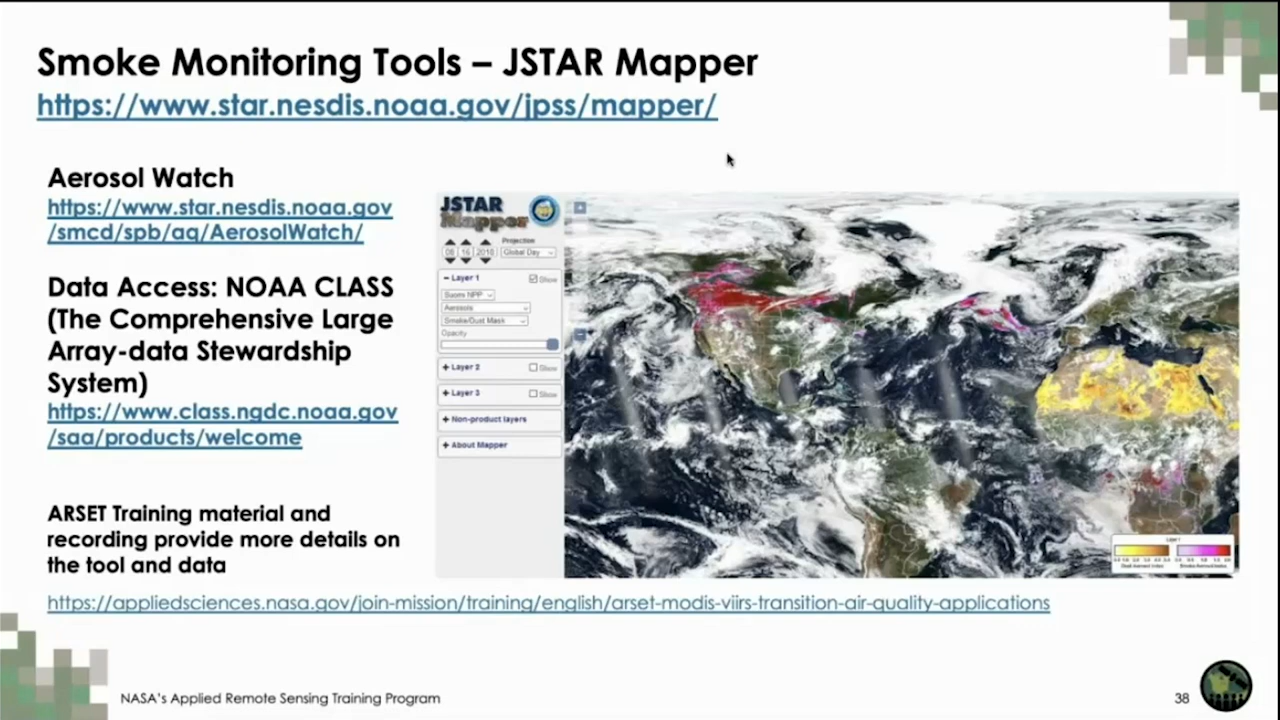 Smoke Monitoring Tools – JSTAR Mapper
https://www.star.nesdis.noaa.gov/jpss/mapper/
Aerosol Watch
https://www.star.nesdis.noaa.gov
/smcd/spb/aq/AerosolWatch/
Data Access: NOAA CLASS
(The Comprehensive Large
Array-data Stewardship
System)
https://www.class.ngdc.noaa.gov
/saa/products/welcome
ARSET Training material and
recording provide more details on
the tool and data
https://appliedsciences.nasa.gov/join-mission/training/english/arset-modis-viirs-transition-air-quality-applications
JSTAR
Mapper
Projection
08 16 2018 Global Day
Layer 1 Show
Suomi NPP
Aerosols
Smoke/Dust Mask
Opacity
+ Layer 2 Show
+ Layer 3 Show
+ Non-product layers
+ About Mapper
Layer 1
NASA's Applied Remote Sensing Training Program
38